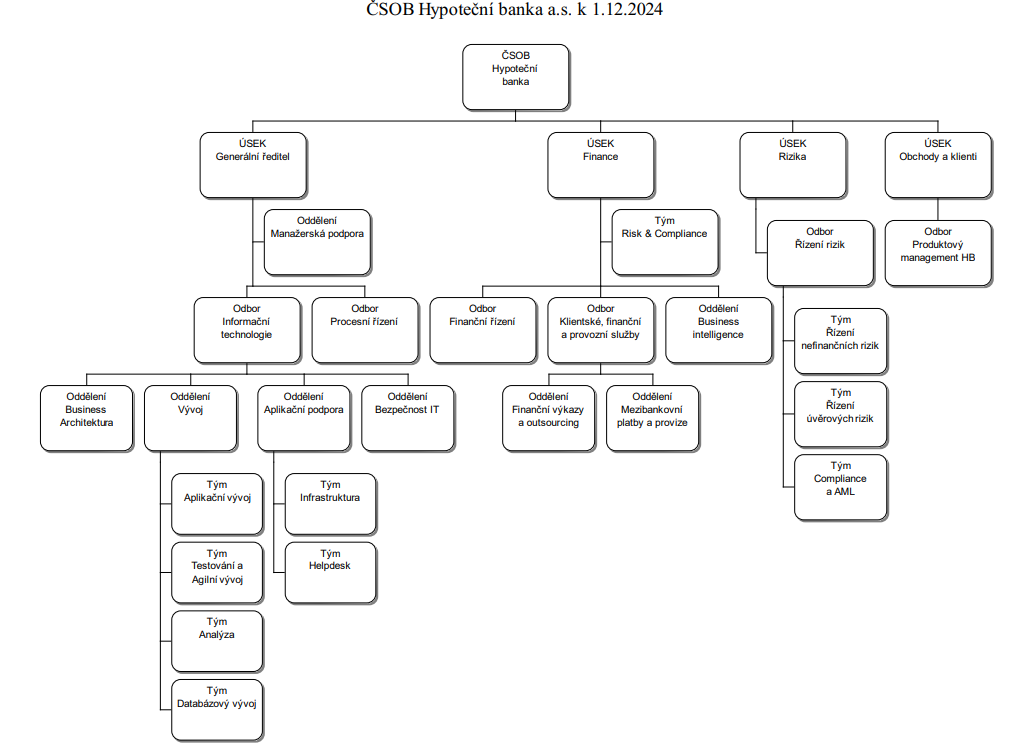 ČSOB Hypoteční banka a.s. k 1.12.2024
ČSOB
Hypoteční
banka
ÚSEK
Generální ředitel
ÚSEK
Finance
ÚSEK
Rizika
ÚSEK
Obchody a klienti
Oddělení
Manažerská podpora
Tým
Risk & Compliance
Odbor
Řízení rizik
Odbor
Produktový
management HB
Odbor
Informační
technologie
Odbor
Procesní řízení
Odbor
Finanční řízení
Odbor
Klientské, finanční
a provozní služby
Oddělení
Business
intelligence
Tým
Řízení
nefinančních rizik
Oddělení
Business
Architektura
Oddělení
Vývoj
Oddělení
Aplikační podpora
Oddělení
Bezpečnost IT
Oddělení
Finanční výkazy
a outsourcing
Oddělení
Mezibankovní
platby a provize
Tým
Řízení
úvěrových rizik
Tým
Compliance
a AML
Tým
Aplikační vývoj
Tým
Infrastruktura
Tým
Testování a
Agilní vývoj
Tým
Helpdesk
Tým
Analýza
Tým
Databázový vývoj